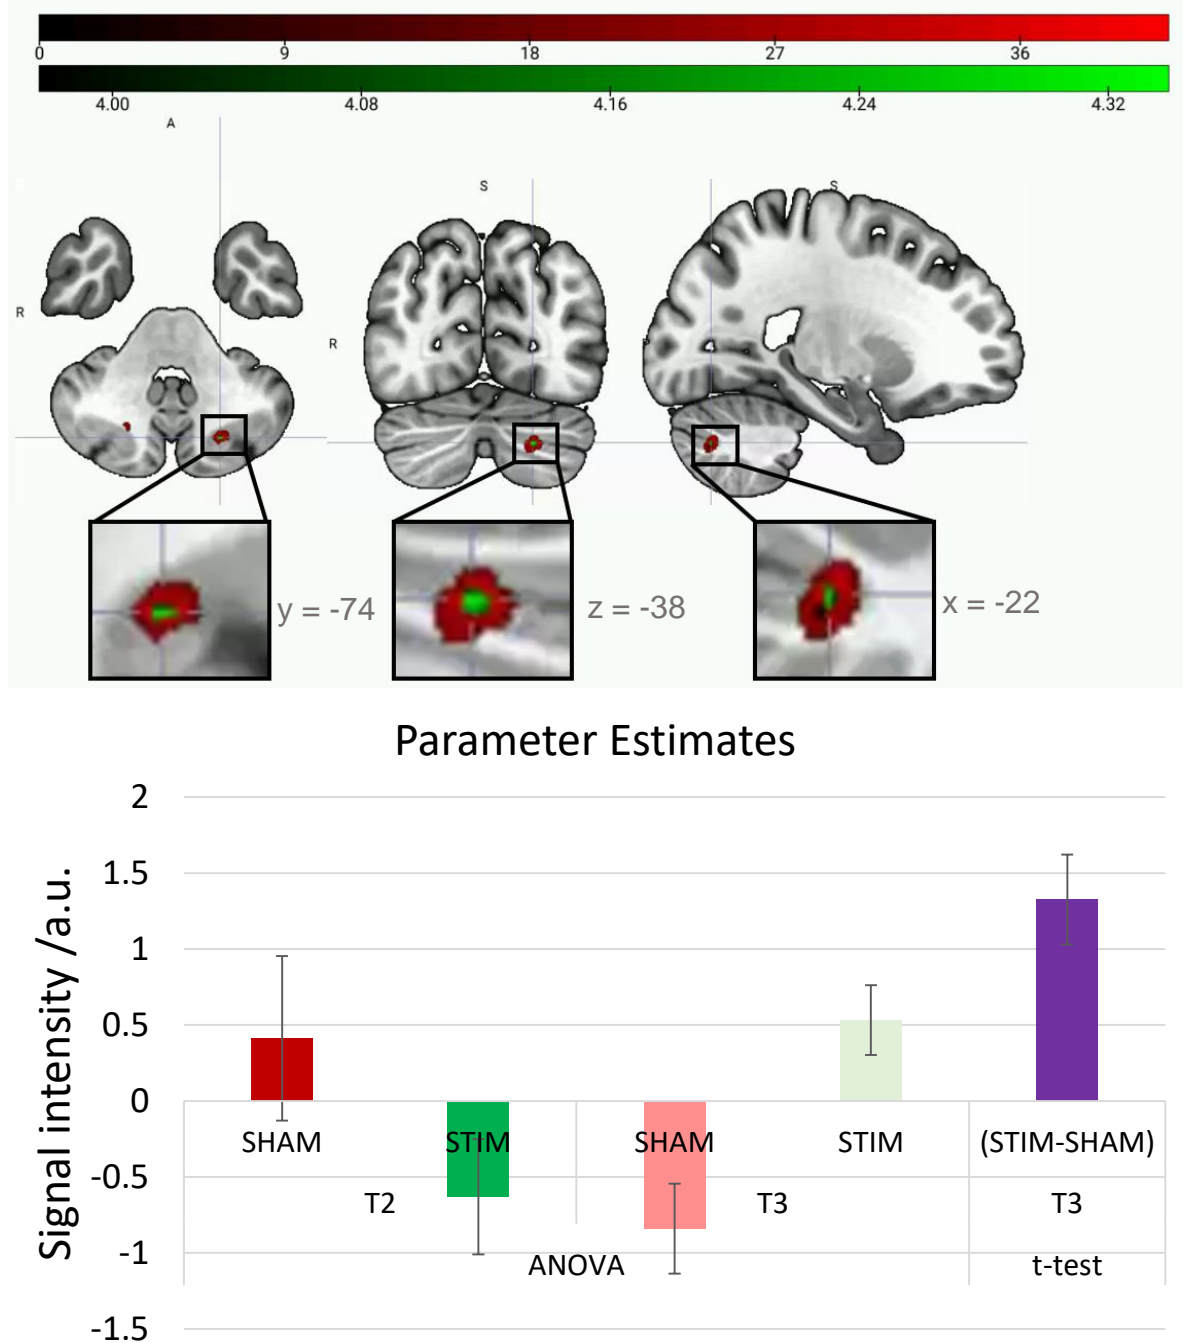 0 9 18 27 36
4.00 4.08 4.16 4.24 4.32
A
S S
R
R
y = -74 z = -38 x = -22
Parameter Estimates
Signal intensity /a.u.
2
1.5
1
0.5
0
SHAM STIM SHAM STIM (STIM-SHAM)
-0.5
T2 T3 T3
-1
ANOVA t-test
-1.5